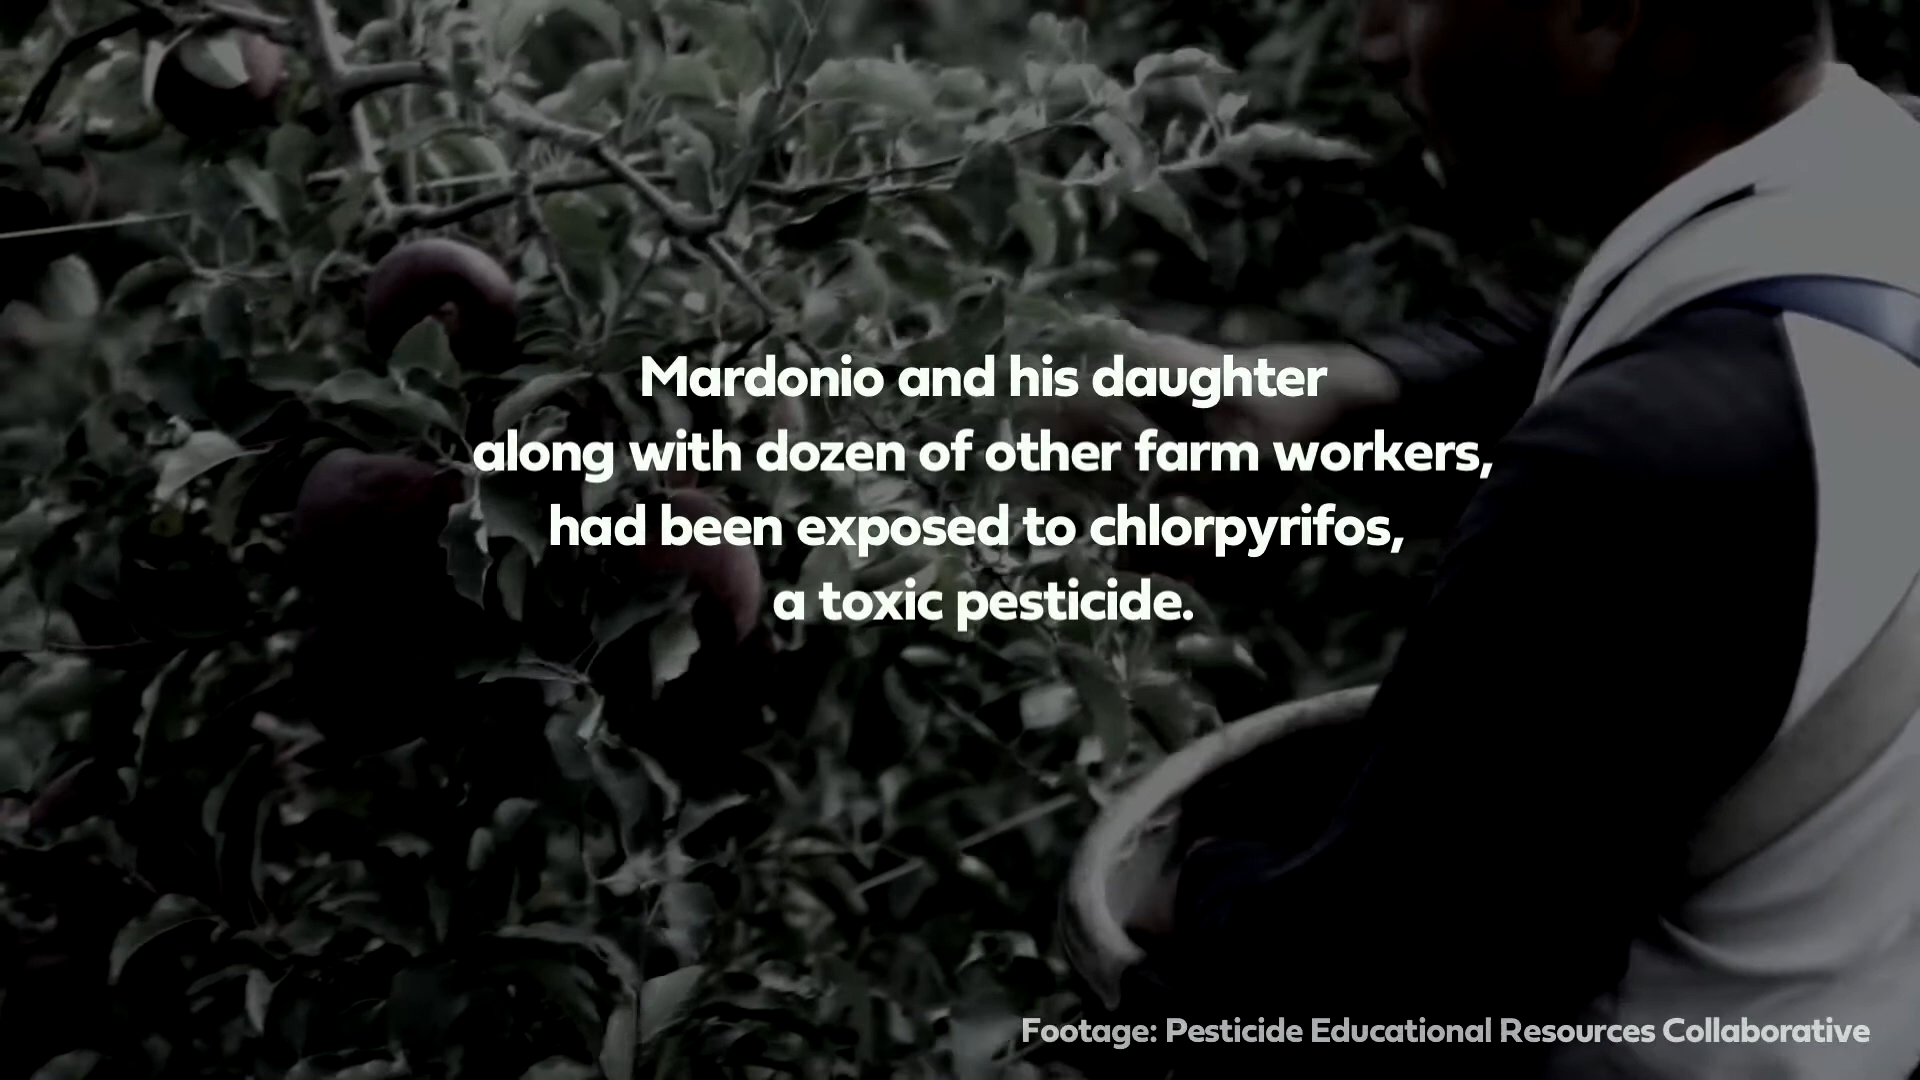 Mardonio and his daughter
along with dozen of other farm workers,
had been exposed to chlorpyrifos,
a toxic pesticide.
Footage: Pesticide Educational Resources Collaborative